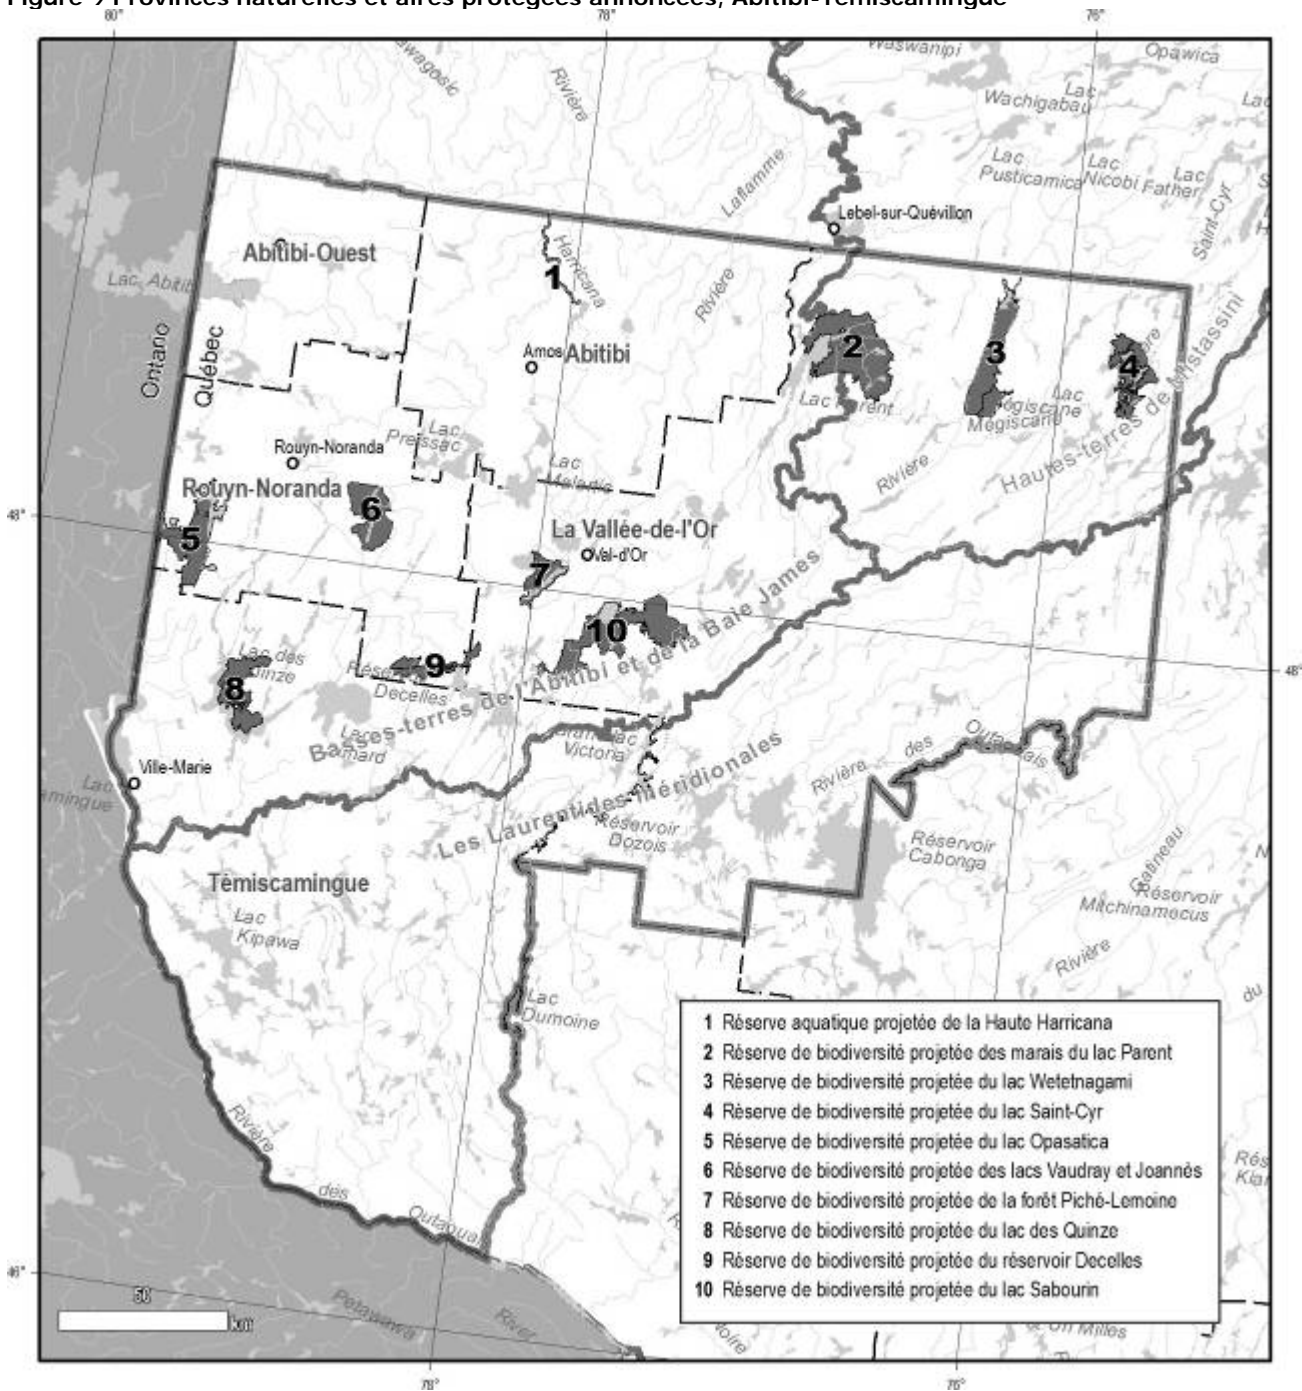 Figure 9 Provinces naturelles et aires protégées annoncées, Abitibi-Témiscamingue
80°
78°
76°
Waswanipi
Opawica
Lac
Wachigabau
Rivière
Lac
Pusticamica
Lac
Nicobi
Lac
Father
Laflamme
Saint-Cyr
Lebel-sur-Quévillon
Abitibi-Ouest
Harricana
Rivière
1
Ontario
Québec
Amos
Abitibi
2
3
4
Lac
Mégiscane
Hautes-terres de Mistassini
Rivière
Lac
Preissac
Lac
Malartic
Rouyn-Noranda
Rouyn-Noranda
48°
5
6
La Vallée-de-l'Or
Val-d'Or
7
10
Basses-terres de l'Abitibi et de la Baie James
48°
Lac des
8
9
Decelles
Victoria
Ville-Marie
Lac
Rivière
des
Outaouais
Les Laurentides méridionales
Réservoir
Dozois
Réservoir
Cabonga
Gatineau
Réservoir
Mitchinamecus
Témiscamingue
Lac
Kipawa
Rivière
du
Lac
Dumoine
Rivière
des
Petawawa
River
46°
50
km
1 Réserve aquatique projetée de la Haute Harricana
2 Réserve de biodiversité projetée des marais du lac Parent
3 Réserve de biodiversité projetée du lac Wetetnagami
4 Réserve de biodiversité projetée du lac Saint-Cyr
5 Réserve de biodiversité projetée du lac Opasatica
6 Réserve de biodiversité projetée des lacs Vaudray et Joannès
7 Réserve de biodiversité projetée de la forêt Piché-Lemoine
8 Réserve de biodiversité projetée du lac des Quinze
9 Réserve de biodiversité projetée du réservoir Decelles
10 Réserve de biodiversité projetée du lac Sabourin
78°
76°